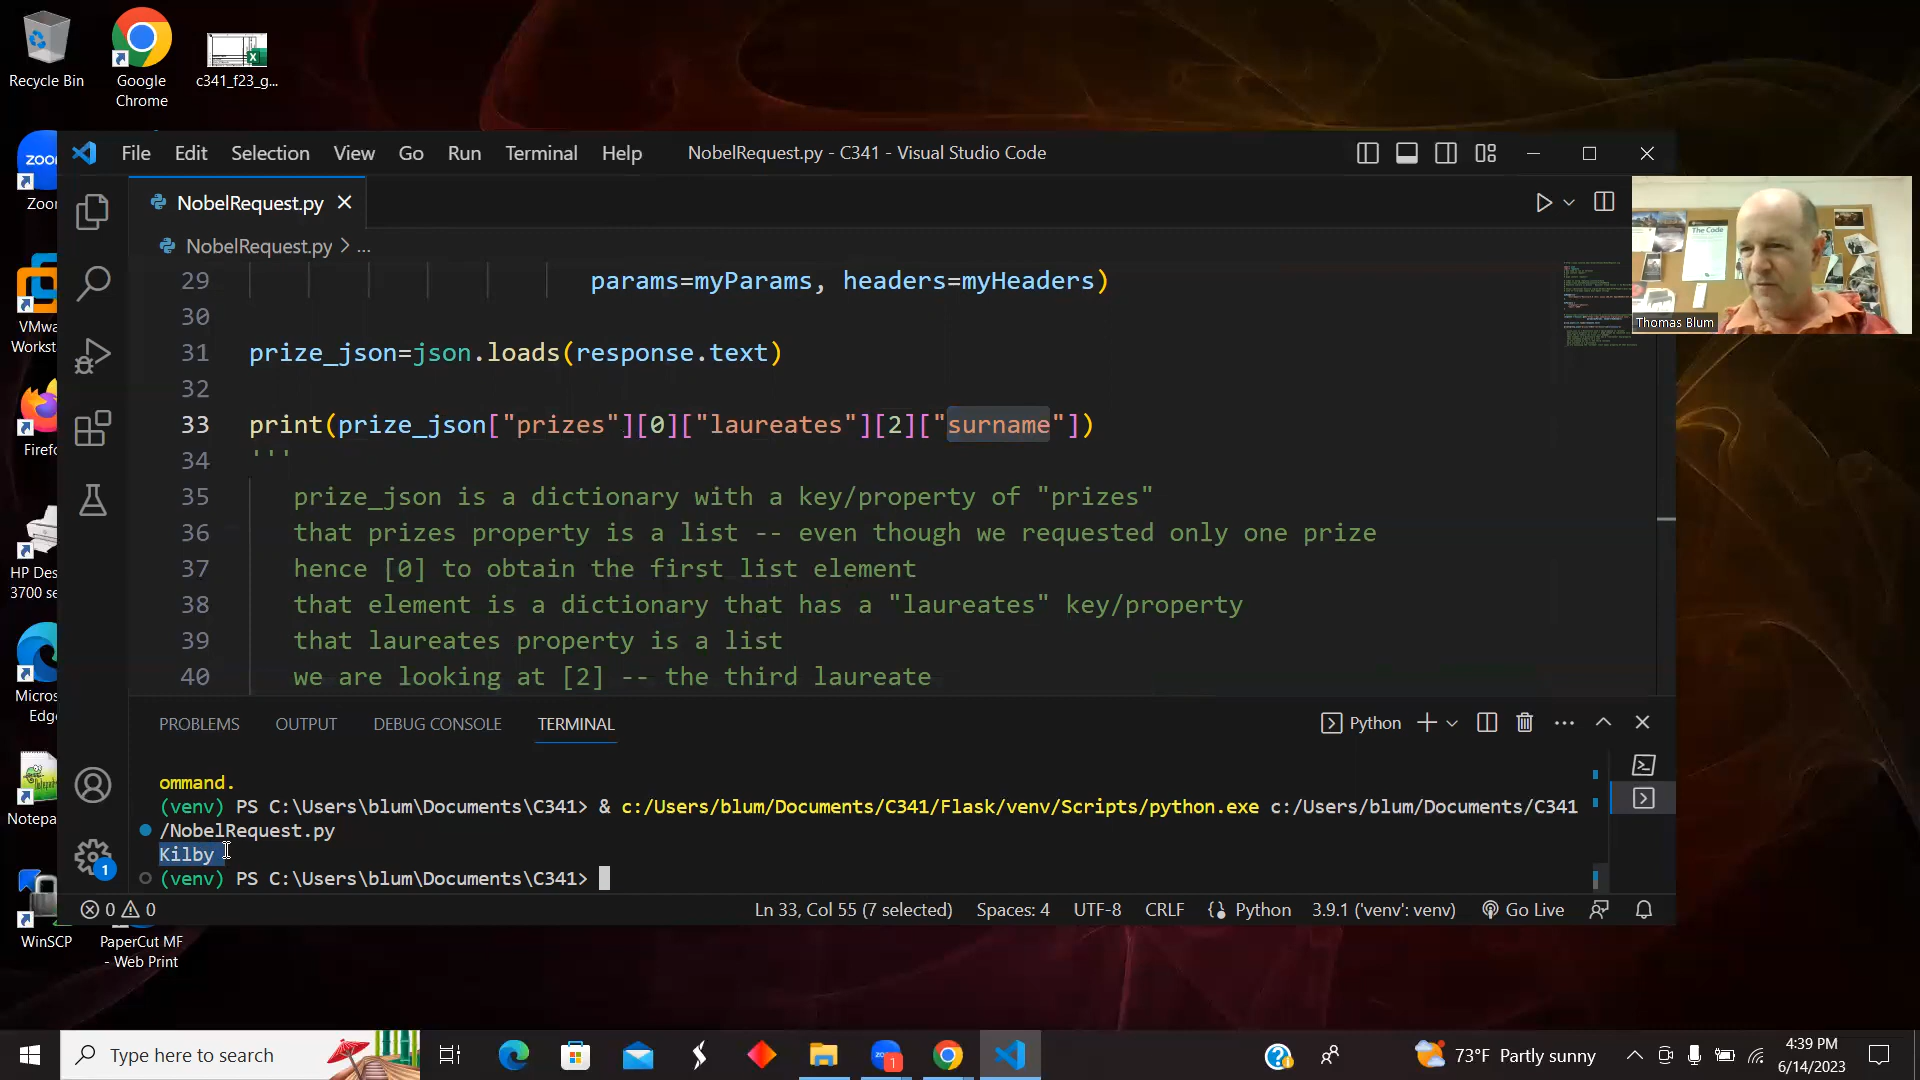 Recycle Bin
Google
Chrome
c341_f23_g...
Zoor
VMwa
Workst
Firefo
HP Des
3700 se
Micros
Edg
Notepa
WinSCP
PaperCut MF
- Web Print
File Edit Selection View Go Run Terminal Help
NobelRequest.py - C341 - Visual Studio Code
NobelRequest.py
NobelRequest.py > ...
29 params=myParams, headers=myHeaders)
30
31 prize_json=json.loads(response.text)
32
33 print(prize_json["prizes"][0]["laureates"][2]["surname"])
34 '''
35 prize_json is a dictionary with a key/property of "prizes"
36 that prizes property is a list -- even though we requested only one prize
37 hence [0] to obtain the first list element
38 that element is a dictionary that has a "laureates" key/property
39 that laureates property is a list
40 we are looking at [2] -- the third laureate
The Code
Thomas Blum
PROBLEMS OUTPUT DEBUG CONSOLE TERMINAL
Python
ommand.
(venv) PS C:\Users\blum\Documents\C341> & c:/Users/blum/Documents/C341/Flask/venv/Scripts/python.exe c:/Users/blum/Documents/C341
/NobelRequest.py
Kilby
(venv) PS C:\Users\blum\Documents\C341>
1
0 0
Ln 33, Col 55 (7 selected) Spaces: 4 UTF-8 CRLF Python 3.9.1 ('venv': venv) Go Live
Type here to search
1
73°F Partly sunny
4:39 PM
6/14/2023